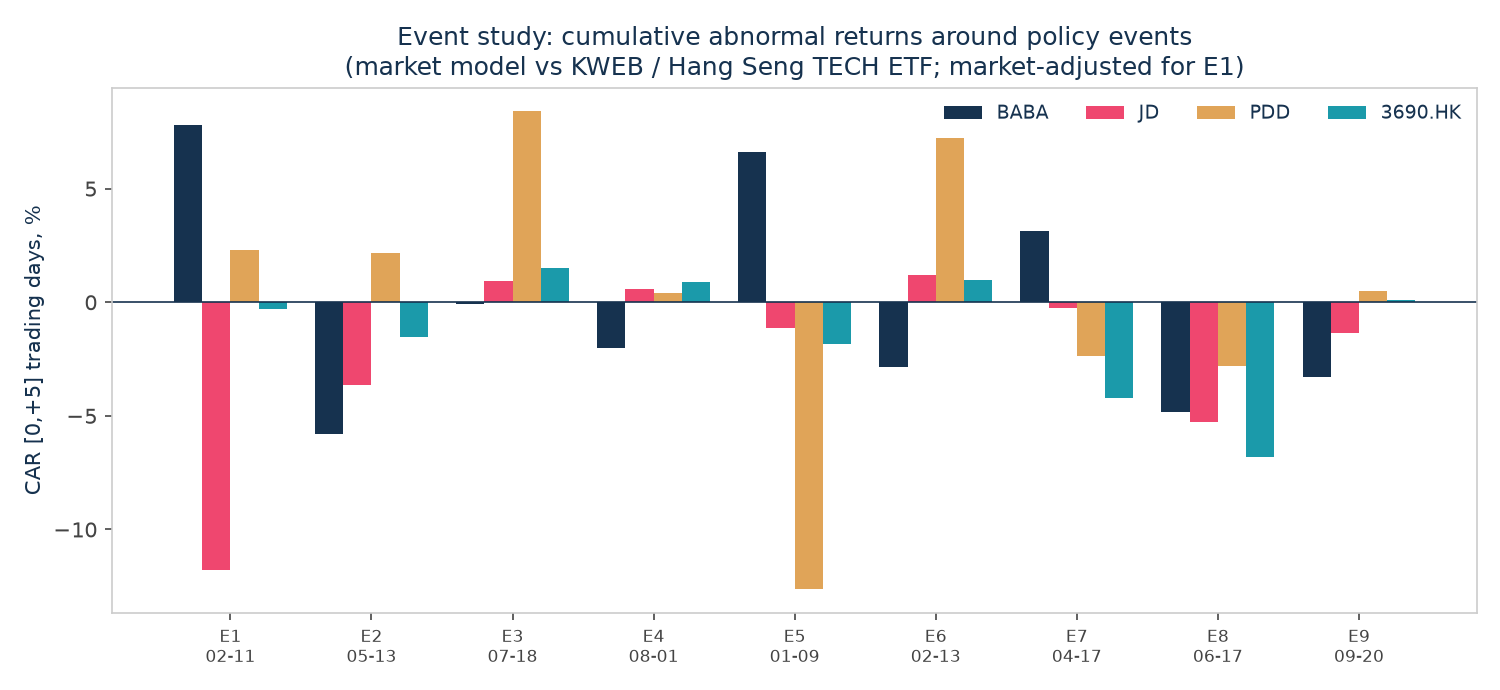 Event study: cumulative abnormal returns around policy events
(market model vs KWEB / Hang Seng TECH ETF; market-adjusted for E1)
BABA JD PDD 3690.HK
CAR [0,+5] trading days, %
5
0
−5
−10
E1 E2 E3 E4 E5 E6 E7 E8 E9
02-11 05-13 07-18 08-01 01-09 02-13 04-17 06-17 09-20